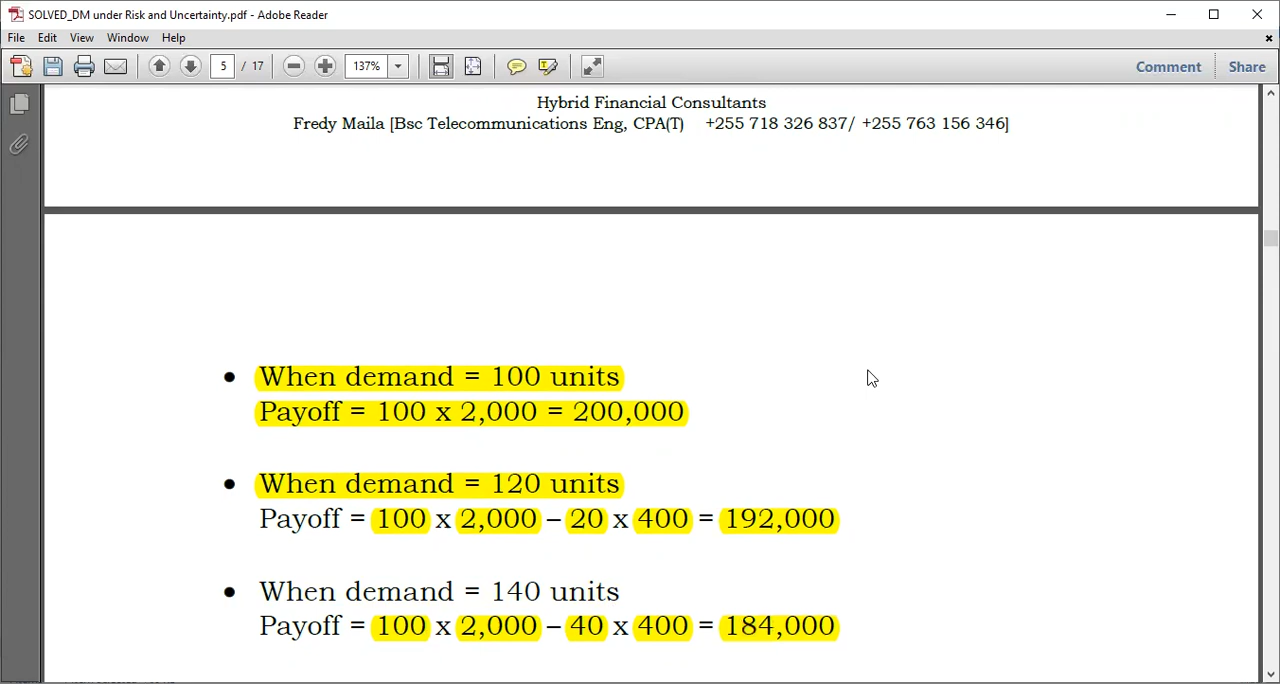 SOLVED_DM under Risk and Uncertainty.pdf - Adobe Reader
File Edit View Window Help
5 / 17 137% Comment Share
Hybrid Financial Consultants
Fredy Maila [Bsc Telecommunications Eng, CPA(T) +255 718 326 837/ +255 763 156 346]
• When demand = 100 units
Payoff = 100 x 2,000 = 200,000
• When demand = 120 units
Payoff = 100 x 2,000 – 20 x 400 = 192,000
• When demand = 140 units
Payoff = 100 x 2,000 – 40 x 400 = 184,000